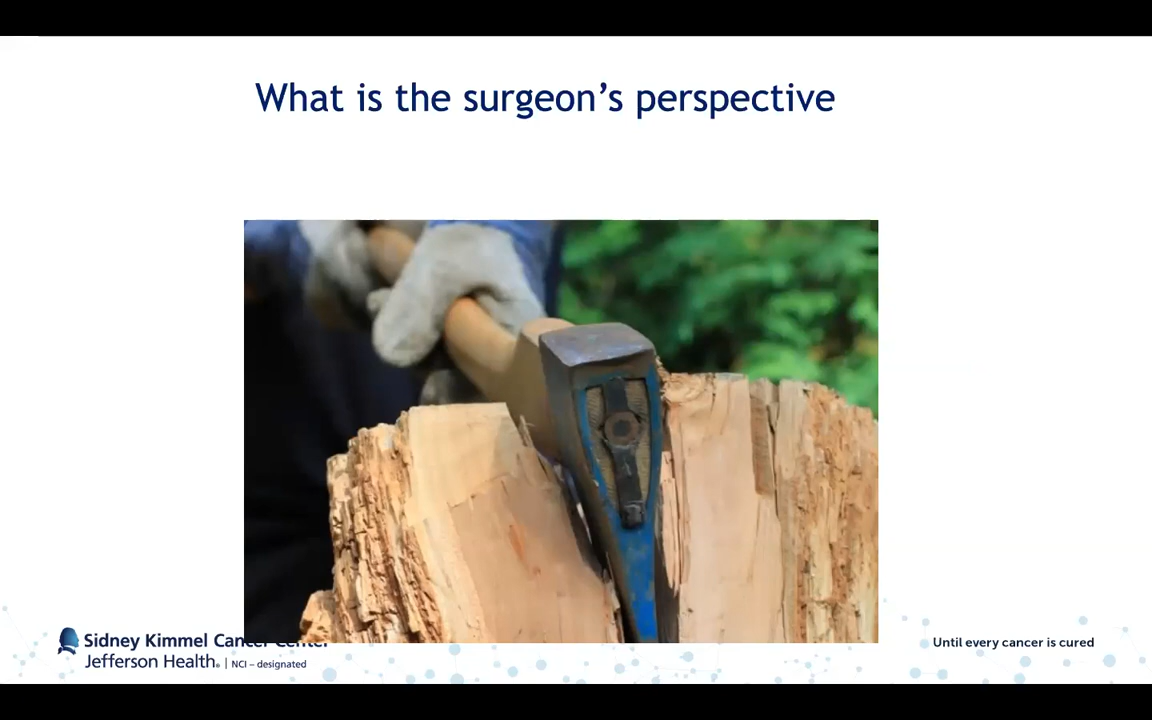 What is the surgeon's perspective
Sidney Kimmel Cancer Center
Jefferson Health® | NCI – designated
Until every cancer is cured